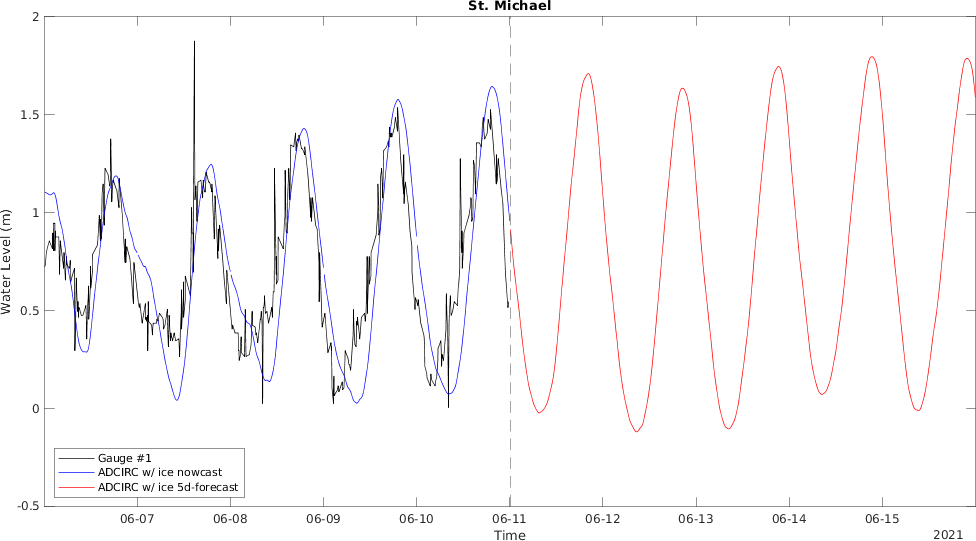 St. Michael
2
1.5
1
0.5
0
-0.5
Water Level (m)
Gauge #1
ADCIRC w/ ice nowcast
ADCIRC w/ ice 5d-forecast
06-07 06-08 06-09 06-10 06-11 06-12 06-13 06-14 06-15
Time
2021